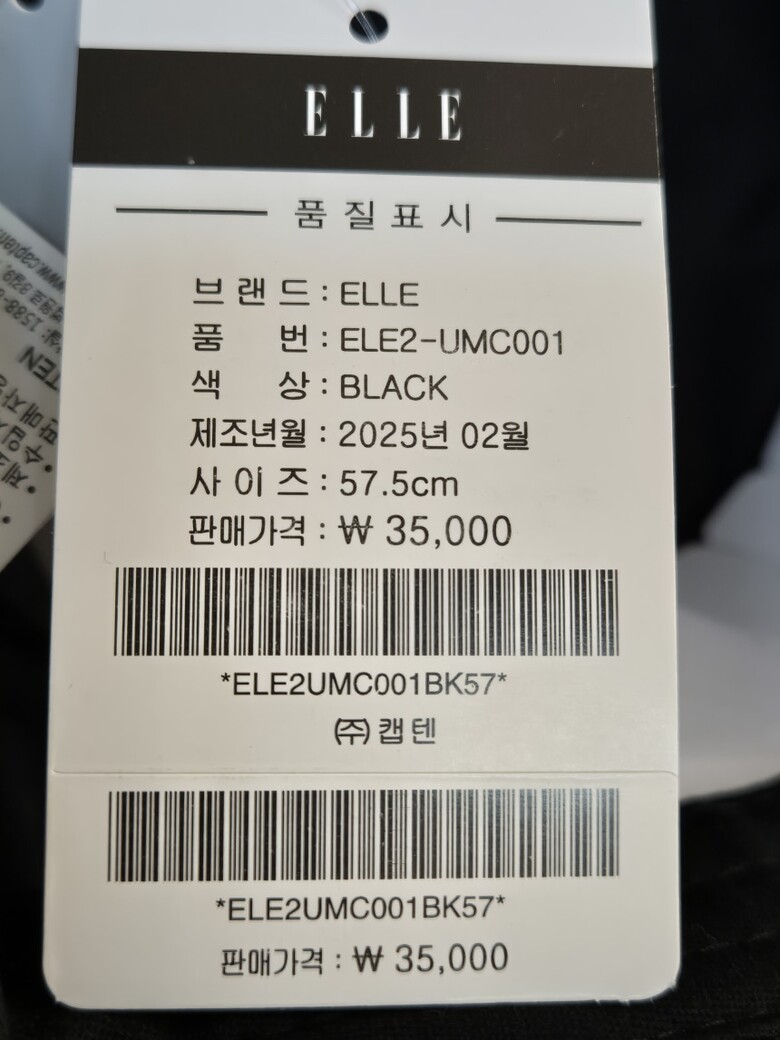 ELLE
품질표시
브랜드 : ELLE
품 번 : ELE2-UMC001
색 상 : BLACK
제조년월 : 2025년 02월
사이즈 : 57.5cm
판매가격 : ₩ 35,000
*ELE2UMC001BK57*
㈜캡텐
*ELE2UMC001BK57*
판매가격 : ₩ 35,000